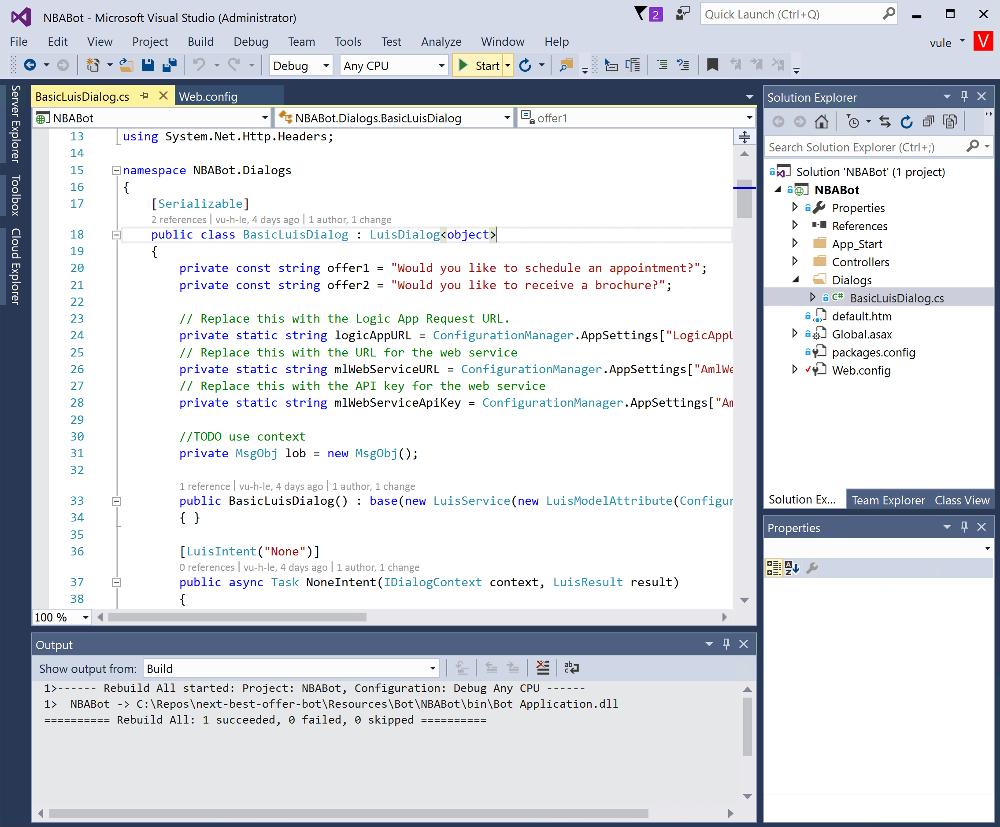 NBABot - Microsoft Visual Studio (Administrator)
2
Quick Launch (Ctrl+Q)
File Edit View Project Build Debug Team Tools Test Analyze Window Help
vule
V
Debug
Any CPU
Start
Server Explorer
Toolbox
Cloud Explorer
BasicLuisDialog.cs
Web.config
NBABot
NBABot.Dialogs.BasicLuisDialog
offer1
13 using System.Net.Http.Headers;
14
15 namespace NBABot.Dialogs
16 {
17 [Serializable]
2 references | vu-h-le, 4 days ago | 1 author, 1 change
18 public class BasicLuisDialog : LuisDialog<object>
19 {
20 private const string offer1 = "Would you like to schedule an appointment?";
21 private const string offer2 = "Would you like to receive a brochure?";
22
23 // Replace this with the Logic App Request URL.
24 private static string logicAppURL = ConfigurationManager.AppSettings["LogicAppU
25 // Replace this with the URL for the web service
26 private static string mlWebServiceURL = ConfigurationManager.AppSettings["AmlWe
27 // Replace this with the API key for the web service
28 private static string mlWebServiceApiKey = ConfigurationManager.AppSettings["Am
29
30 //TODO use context
31 private MsgObj lob = new MsgObj();
32
1 reference | vu-h-le, 4 days ago | 1 author, 1 change
33 public BasicLuisDialog() : base(new LuisService(new LuisModelAttribute(Configur
34 { }
35
36 [LuisIntent("None")]
0 references | vu-h-le, 4 days ago | 1 author, 1 change
37 public async Task NoneIntent(IDialogContext context, LuisResult result)
38 {
100 %
Output
Show output from: Build
1>------ Rebuild All started: Project: NBABot, Configuration: Debug Any CPU ------
1>  NBABot -> C:\Repos\next-best-offer-bot\Resources\Bot\NBABot\bin\Bot Application.dll
========== Rebuild All: 1 succeeded, 0 failed, 0 skipped ==========
Solution Explorer
Search Solution Explorer (Ctrl+;)
Solution 'NBABot' (1 project)
NBABot
Properties
References
App_Start
Controllers
Dialogs
C# BasicLuisDialog.cs
default.htm
Global.asax
packages.config
Web.config
Solution Ex... Team Explorer Class View
Properties